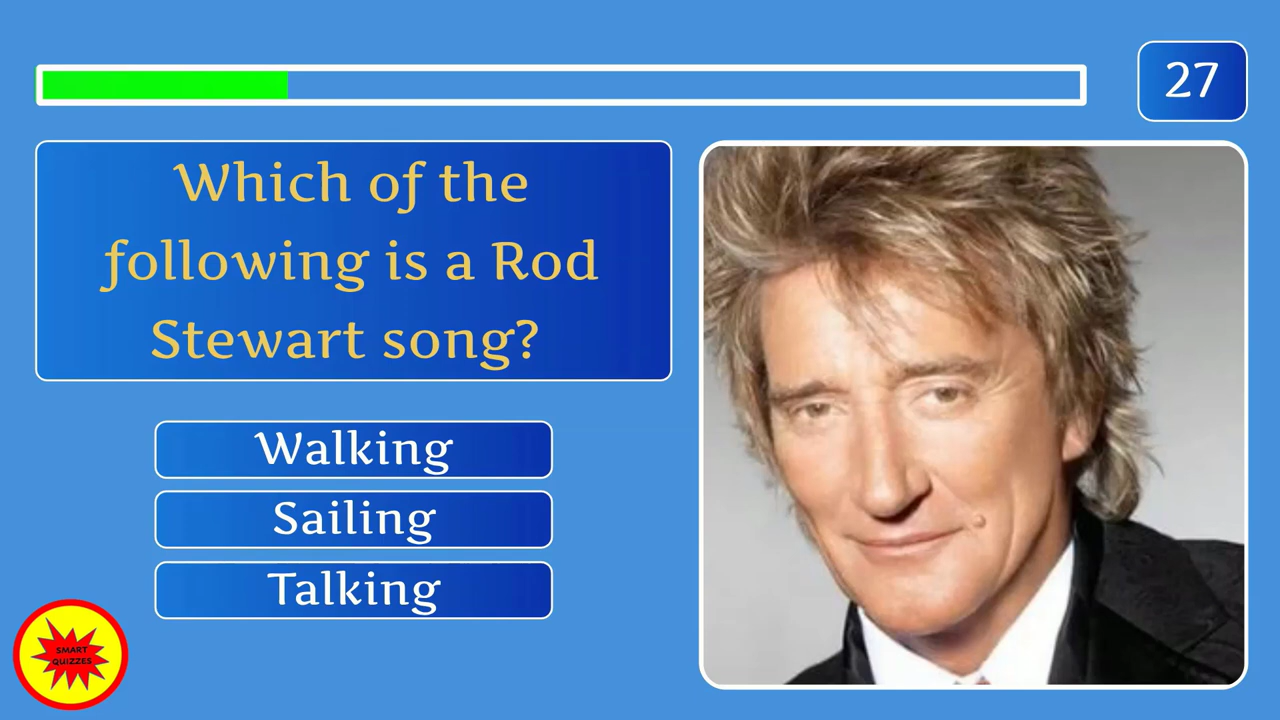 27
Which of the
following is a Rod
Stewart song?
Walking
Sailing
Talking
SMART
QUIZZES